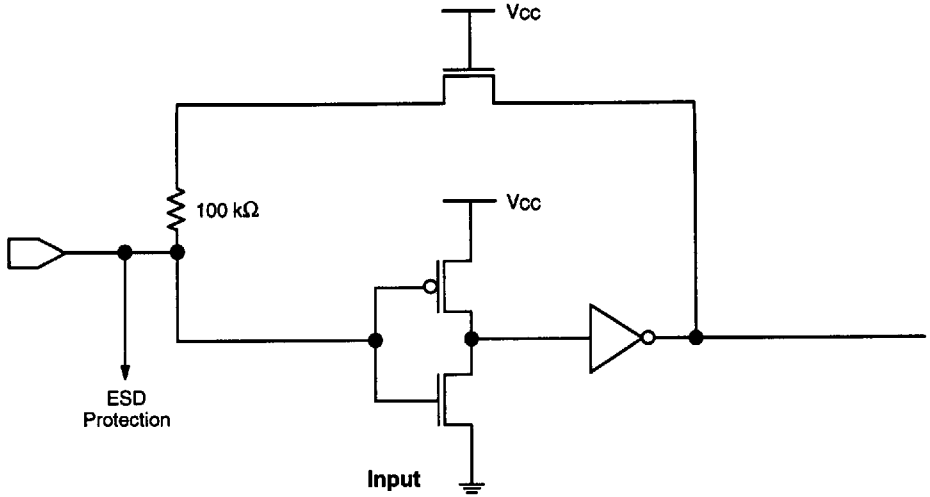 Vcc
100 kΩ
Vcc
ESD
Protection
Input